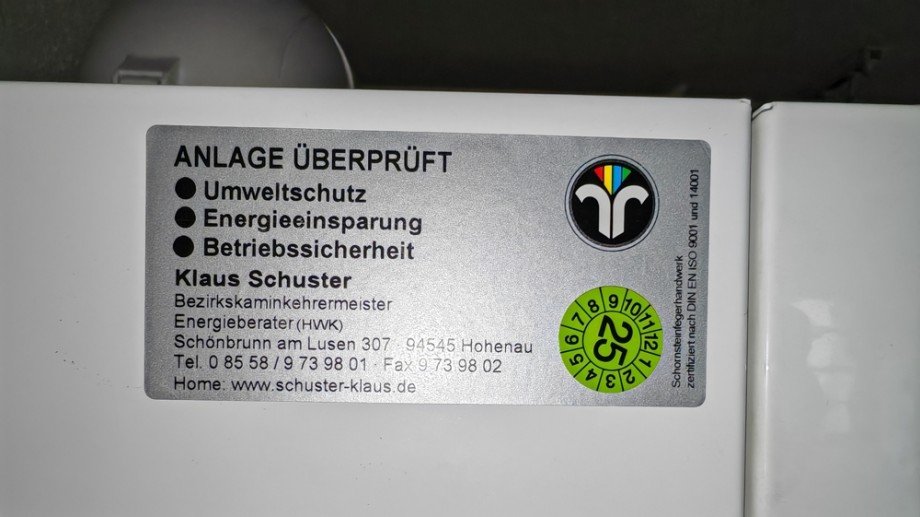 ANLAGE ÜBERPRÜFT
● Umweltschutz
● Energieeinsparung
● Betriebssicherheit
Klaus Schuster
Bezirkskaminkehrermeister
Energieberater (HWK)
Schönbrunn am Lusen 307 · 94545 Hohenau
Tel. 0 85 58 / 9 73 98 01 · Fax 9 73 98 02
Home: www.schuster-klaus.de
1 2 3 4 5 6 7 8 9 10 11 12
25
Schornsteinfegerhandwerk
zertifiziert nach DIN EN ISO 9001 und 14001